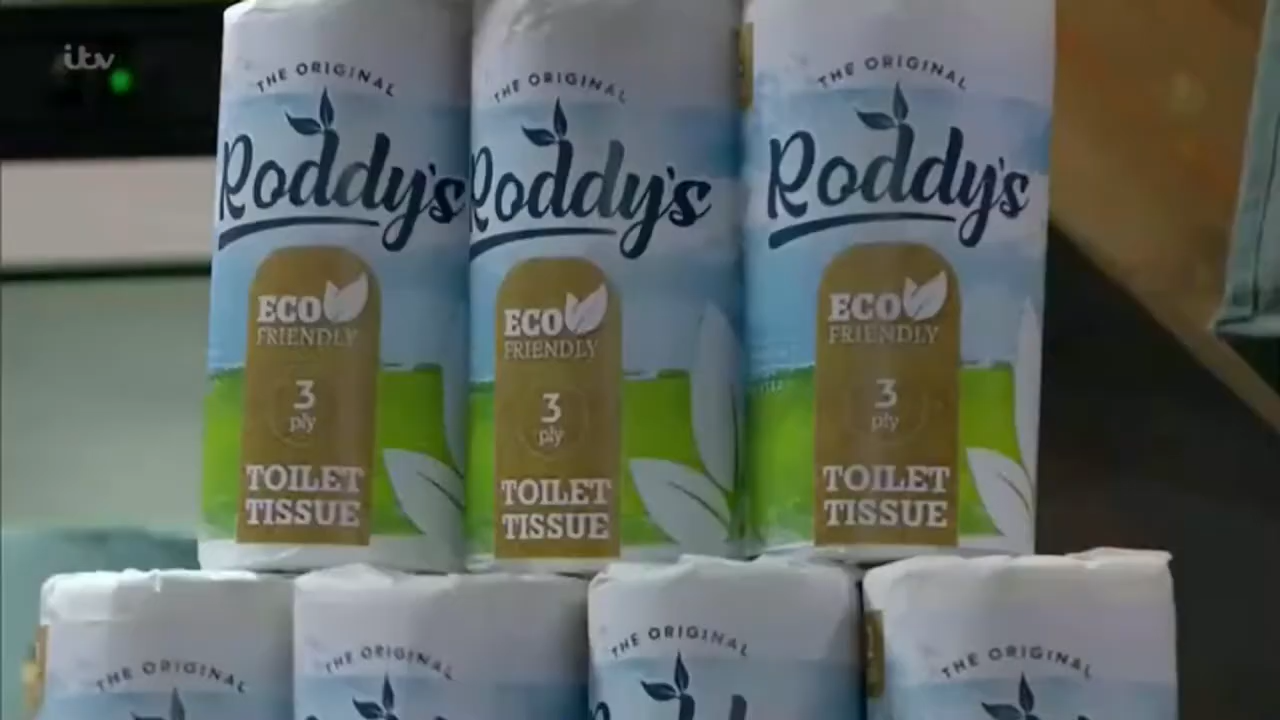 itv
THE ORIGINAL
Roddy's
ECO
FRIENDLY
3
ply
TOILET
TISSUE
THE ORIGINAL
Roddy's
ECO
FRIENDLY
3
ply
TOILET
TISSUE
THE ORIGINAL
Roddy's
ECO
FRIENDLY
3
ply
TOILET
TISSUE
THE ORIGINAL
THE ORIGINAL
THE ORIGINAL
THE ORIGINAL